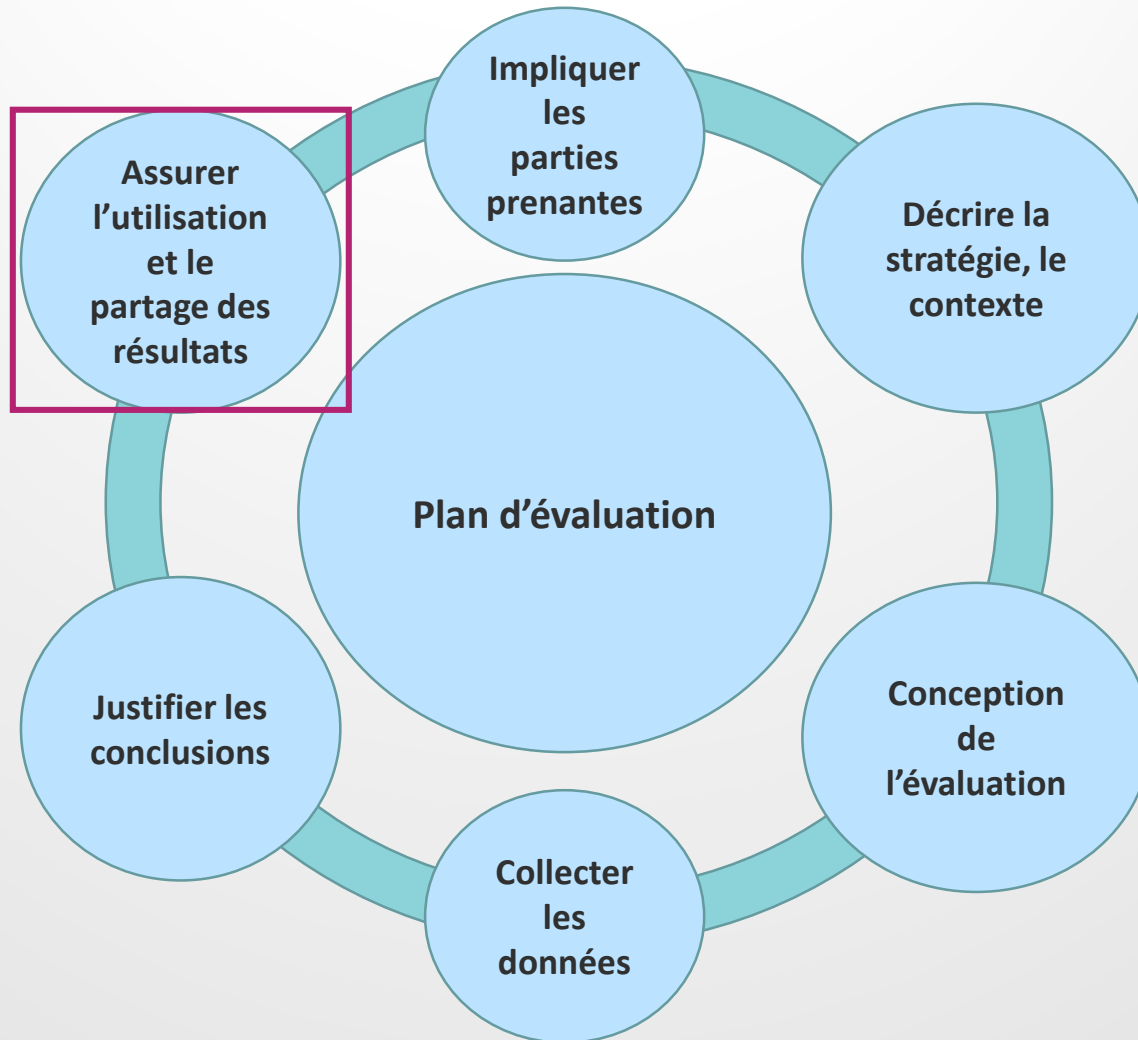 Impliquer
les
parties
prenantes
Assurer
l’utilisation
et le
partage des
résultats
Décrire la
stratégie, le
contexte
Plan d’évaluation
Justifier les
conclusions
Conception
de
l’évaluation
Collecter
les
données